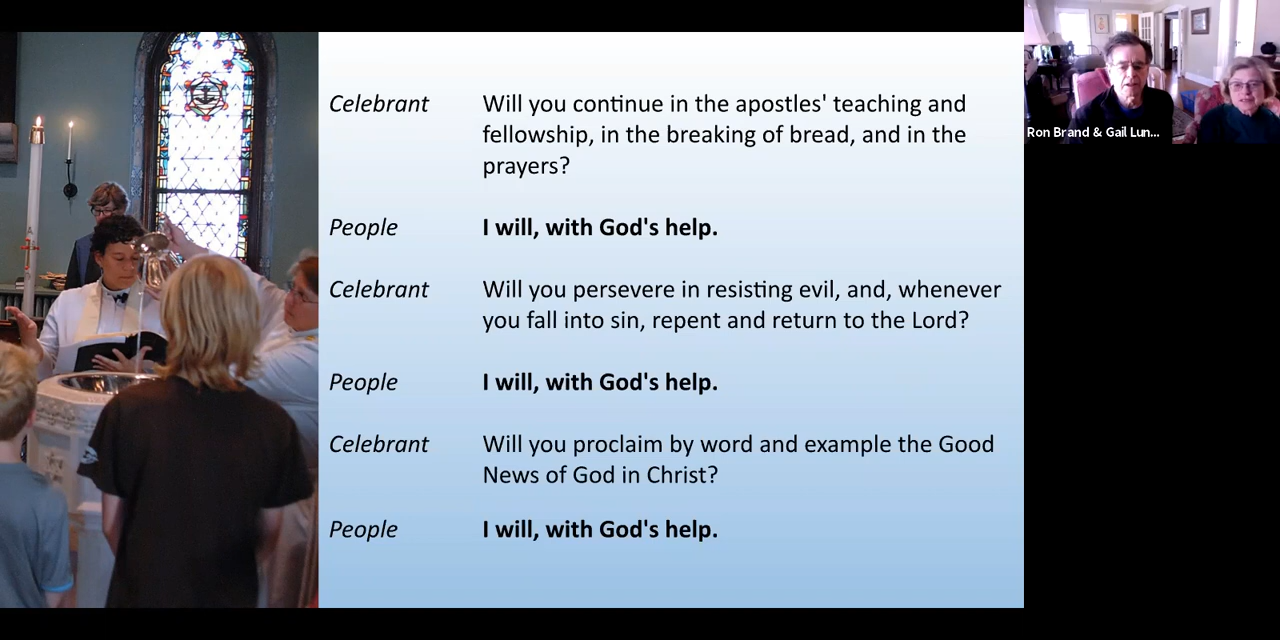 Celebrant Will you continue in the apostles' teaching and
fellowship, in the breaking of bread, and in the
prayers?
People I will, with God's help.
Celebrant Will you persevere in resisting evil, and, whenever
you fall into sin, repent and return to the Lord?
People I will, with God's help.
Celebrant Will you proclaim by word and example the Good
News of God in Christ?
People I will, with God's help.
Ron Brand & Gail Lun...